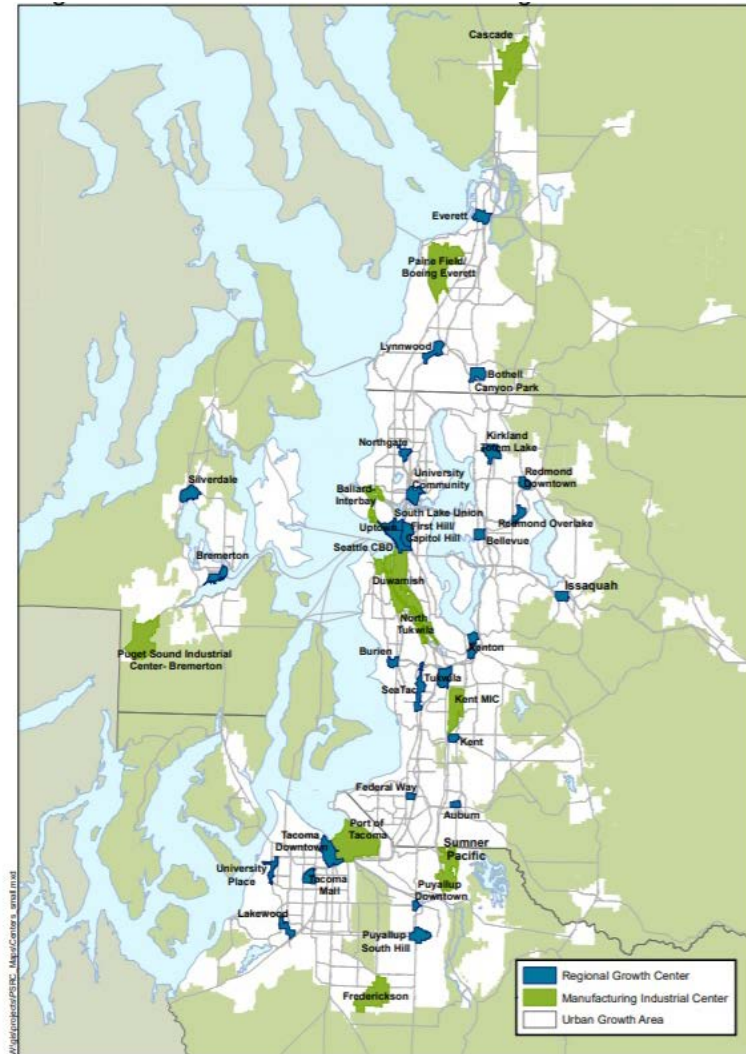 Cascade
Everett
Paine Field/
Boeing Everett
Lynnwood
Bothell
Canyon Park
Northgate
Kirkland
Totem Lake
Silverdale
University
Community
Redmond
Downtown
Ballard-
Interbay
South Lake Union
Uptown
First Hill/
Capitol Hill
Redmond Overlake
Bellevue
Seattle CBD
Bremerton
Duwamish
Issaquah
North
Tukwila
Puget Sound Industrial
Center- Bremerton
Burien
Renton
Tukwila
SeaTac
Kent MIC
Kent
Federal Way
Auburn
Port of
Tacoma
Tacoma
Downtown
Sumner
Pacific
University
Place
Tacoma
Mall
Puyallup
Downtown
Lakewood
Puyallup
South Hill
Frederickson
Regional Growth Center
Manufacturing Industrial Center
Urban Growth Area